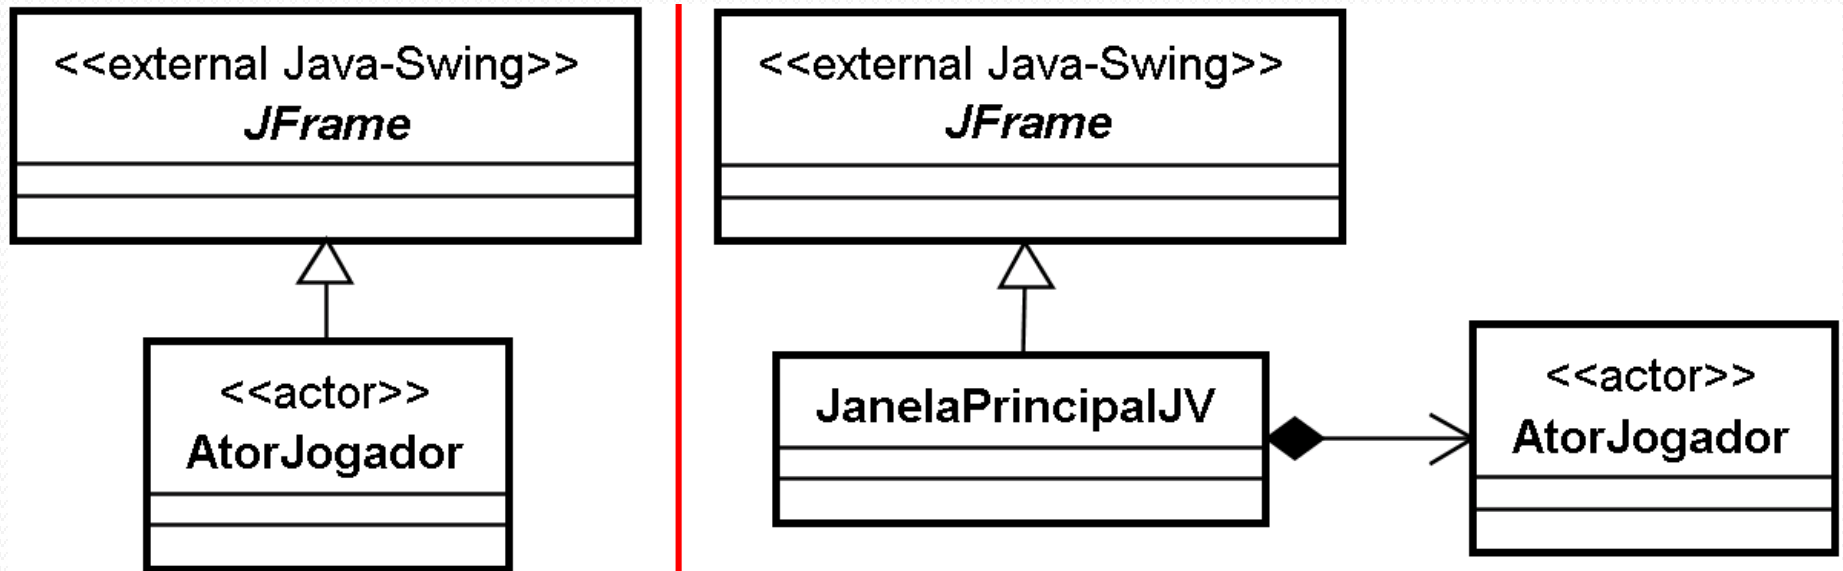 <<external Java-Swing>>
JFrame
<<actor>>
AtorJogador
<<external Java-Swing>>
JFrame
JanelaPrincipalJV
<<actor>>
AtorJogador